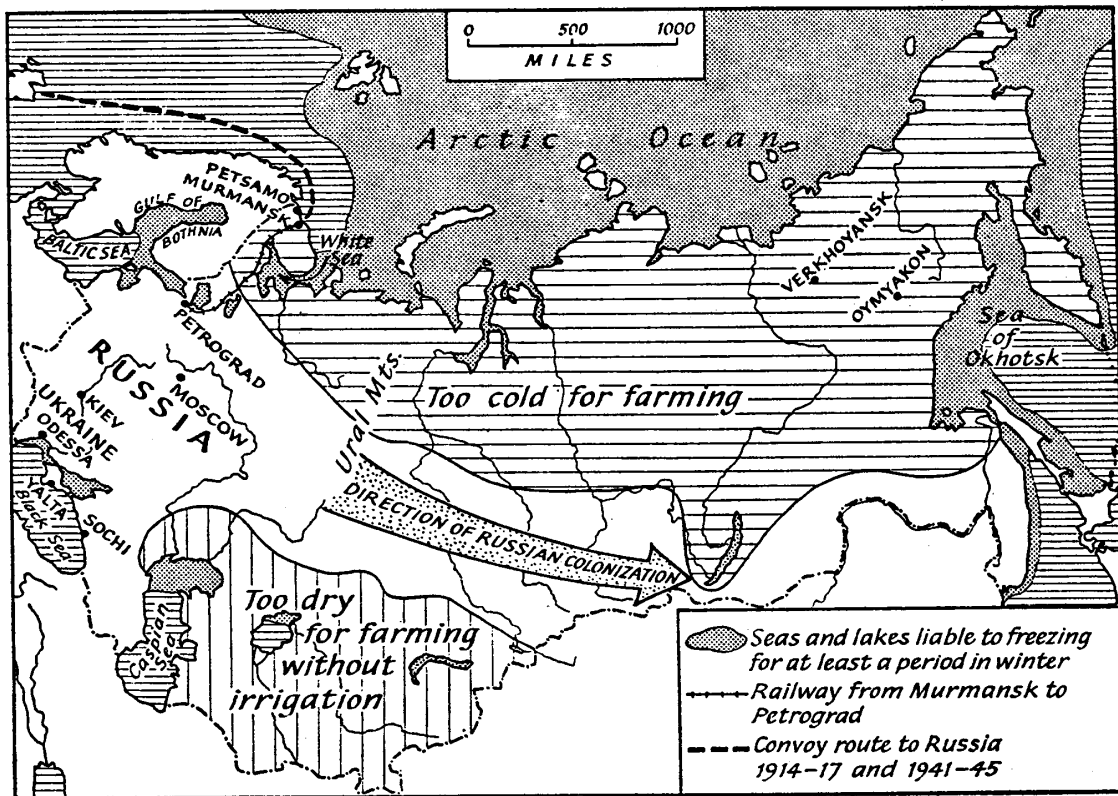 0 500 1000
MILES
Arctic Ocean
PETSAMO
MURMANSK
GULF OF
BOTHNIA
BALTIC SEA
White
Sea
VERKHOYANSK
OYMYAKON
Sea
of
Okhotsk
PETROGRAD
RUSSIA
MOSCOW
KIEV
UKRAINE
ODESSA
YALTA
Black Sea
SOCHI
Ural Mts.
Too cold for farming
DIRECTION OF RUSSIAN COLONIZATION
Caspian
Sea
Too dry
for farming
without
irrigation
Seas and lakes liable to freezing
for at least a period in winter
Railway from Murmansk to
Petrograd
Convoy route to Russia
1914-17 and 1941-45